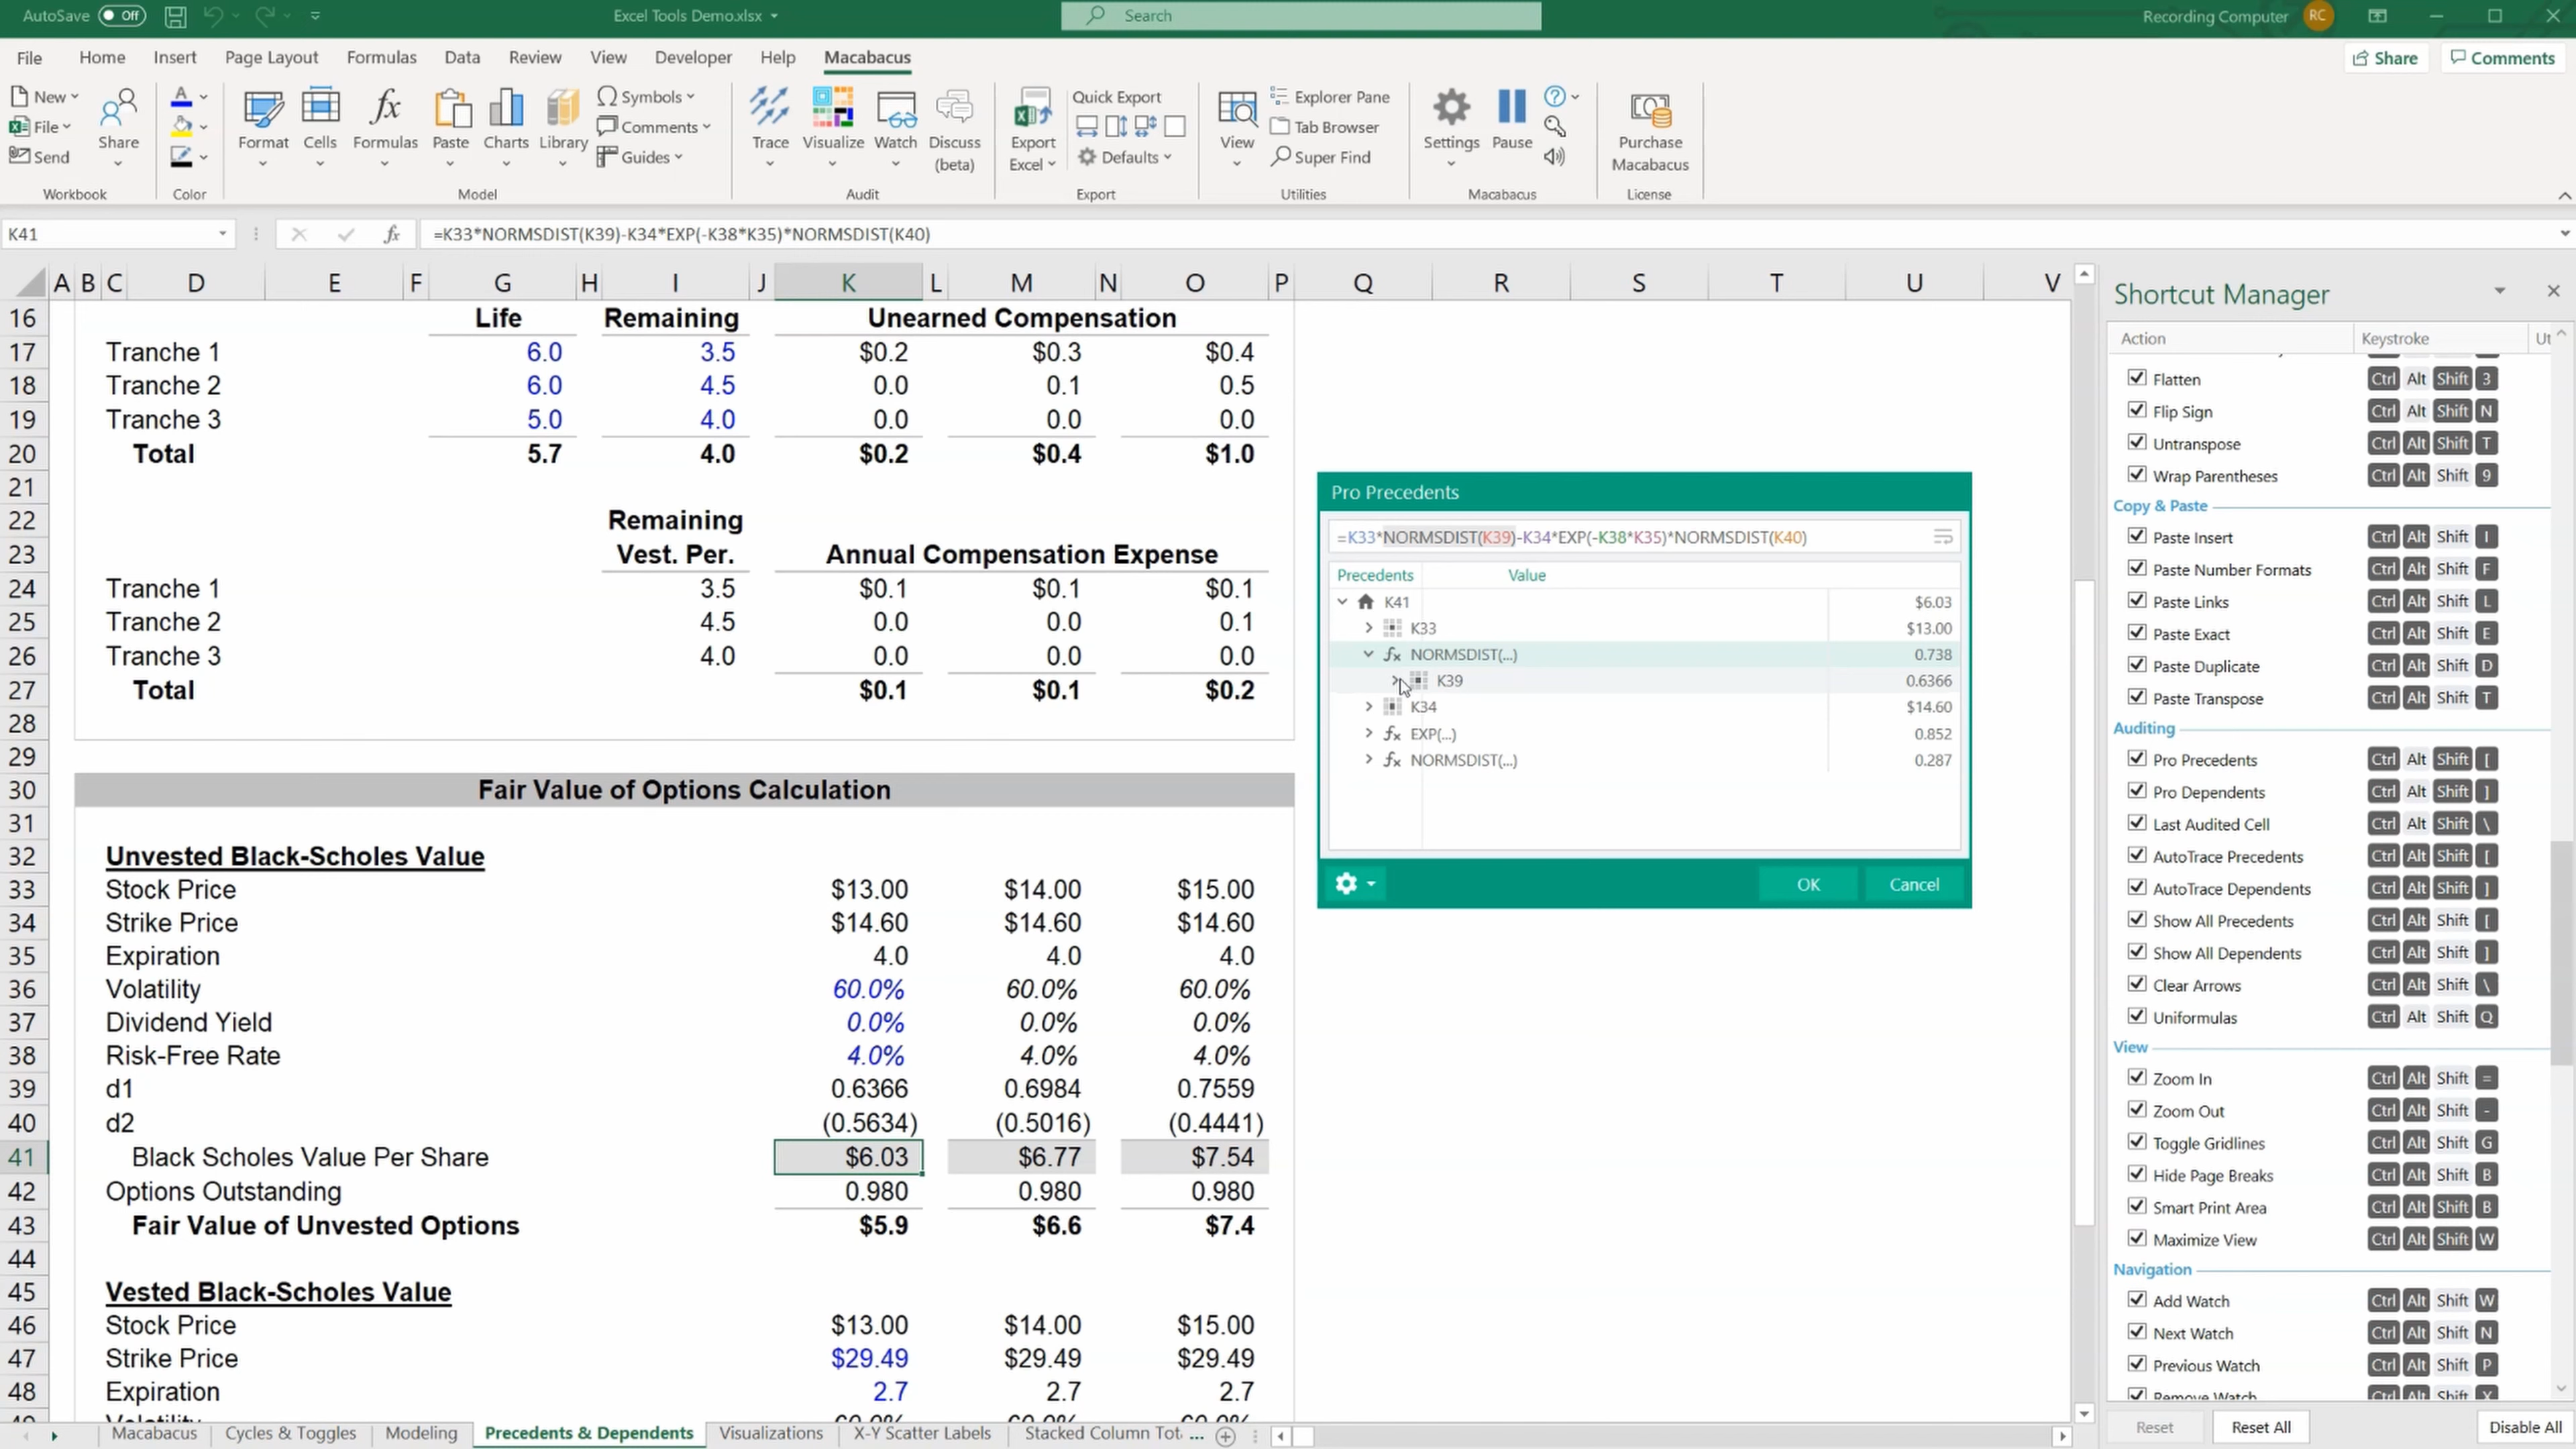 AutoSave Off Excel Tools Demo.xlsx Search Recording Computer RC
File Home Insert Page Layout Formulas Data Review View Developer Help Macabacus Share Comments
New File Send Share Format Cells Formulas Paste Charts Library Symbols Comments Guides Trace Visualize Watch Discuss (beta) Export Excel Quick Export Defaults View Explorer Pane Tab Browser Super Find Settings Pause Purchase Macabacus
Workbook Color Model Audit Export Utilities Macabacus License
K41 fx =K33*NORMSDIST(K39)-K34*EXP(-K38*K35)*NORMSDIST(K40)
A B C D E F G H I J K L M N O P Q R S T U V
16 Life Remaining Unearned Compensation
17 Tranche 1 6.0 3.5 $0.2 $0.3 $0.4
18 Tranche 2 6.0 4.5 0.0 0.1 0.5
19 Tranche 3 5.0 4.0 0.0 0.0 0.0
20 Total 5.7 4.0 $0.2 $0.4 $1.0
21
22 Remaining
23 Vest. Per. Annual Compensation Expense
24 Tranche 1 3.5 $0.1 $0.1 $0.1
25 Tranche 2 4.5 0.0 0.0 0.1
26 Tranche 3 4.0 0.0 0.0 0.0
27 Total $0.1 $0.1 $0.2
28
29
30 Fair Value of Options Calculation
31
32 Unvested Black-Scholes Value
33 Stock Price $13.00 $14.00 $15.00
34 Strike Price $14.60 $14.60 $14.60
35 Expiration 4.0 4.0 4.0
36 Volatility 60.0% 60.0% 60.0%
37 Dividend Yield 0.0% 0.0% 0.0%
38 Risk-Free Rate 4.0% 4.0% 4.0%
39 d1 0.6366 0.6984 0.7559
40 d2 (0.5634) (0.5016) (0.4441)
41 Black Scholes Value Per Share $6.03 $6.77 $7.54
42 Options Outstanding 0.980 0.980 0.980
43 Fair Value of Unvested Options $5.9 $6.6 $7.4
44
45 Vested Black-Scholes Value
46 Stock Price $13.00 $14.00 $15.00
47 Strike Price $29.49 $29.49 $29.49
48 Expiration 2.7 2.7 2.7
Volatility 60.0% 60.0% 60.0%
Macabacus Cycles & Toggles Modeling Precedents & Dependents Visualizations X-Y Scatter Labels Stacked Column Tot ...
Pro Precedents
=K33*NORMSDIST(K39)-K34*EXP(-K38*K35)*NORMSDIST(K40)
Precedents Value
K41 $6.03
K33 $13.00
fx NORMSDIST(...) 0.738
K39 0.6366
K34 $14.60
fx EXP(...) 0.852
fx NORMSDIST(...) 0.287
OK Cancel
Shortcut Manager
Action Keystroke Ut
Flatten Ctrl Alt Shift 3
Flip Sign Ctrl Alt Shift N
Untranspose Ctrl Alt Shift T
Wrap Parentheses Ctrl Alt Shift 9
Copy & Paste
Paste Insert Ctrl Alt Shift I
Paste Number Formats Ctrl Alt Shift F
Paste Links Ctrl Alt Shift L
Paste Exact Ctrl Alt Shift E
Paste Duplicate Ctrl Alt Shift D
Paste Transpose Ctrl Alt Shift T
Auditing
Pro Precedents Ctrl Alt Shift [
Pro Dependents Ctrl Alt Shift ]
Last Audited Cell Ctrl Alt Shift \
AutoTrace Precedents Ctrl Alt Shift [
AutoTrace Dependents Ctrl Alt Shift ]
Show All Precedents Ctrl Alt Shift [
Show All Dependents Ctrl Alt Shift ]
Clear Arrows Ctrl Alt Shift \
Uniformulas Ctrl Alt Shift Q
View
Zoom In Ctrl Alt Shift =
Zoom Out Ctrl Alt Shift -
Toggle Gridlines Ctrl Alt Shift G
Hide Page Breaks Ctrl Alt Shift B
Smart Print Area Ctrl Alt Shift B
Maximize View Ctrl Alt Shift W
Navigation
Add Watch Ctrl Alt Shift W
Next Watch Ctrl Alt Shift N
Previous Watch Ctrl Alt Shift P
Remove Watch Ctrl Alt Shift X
Reset Reset All Disable All